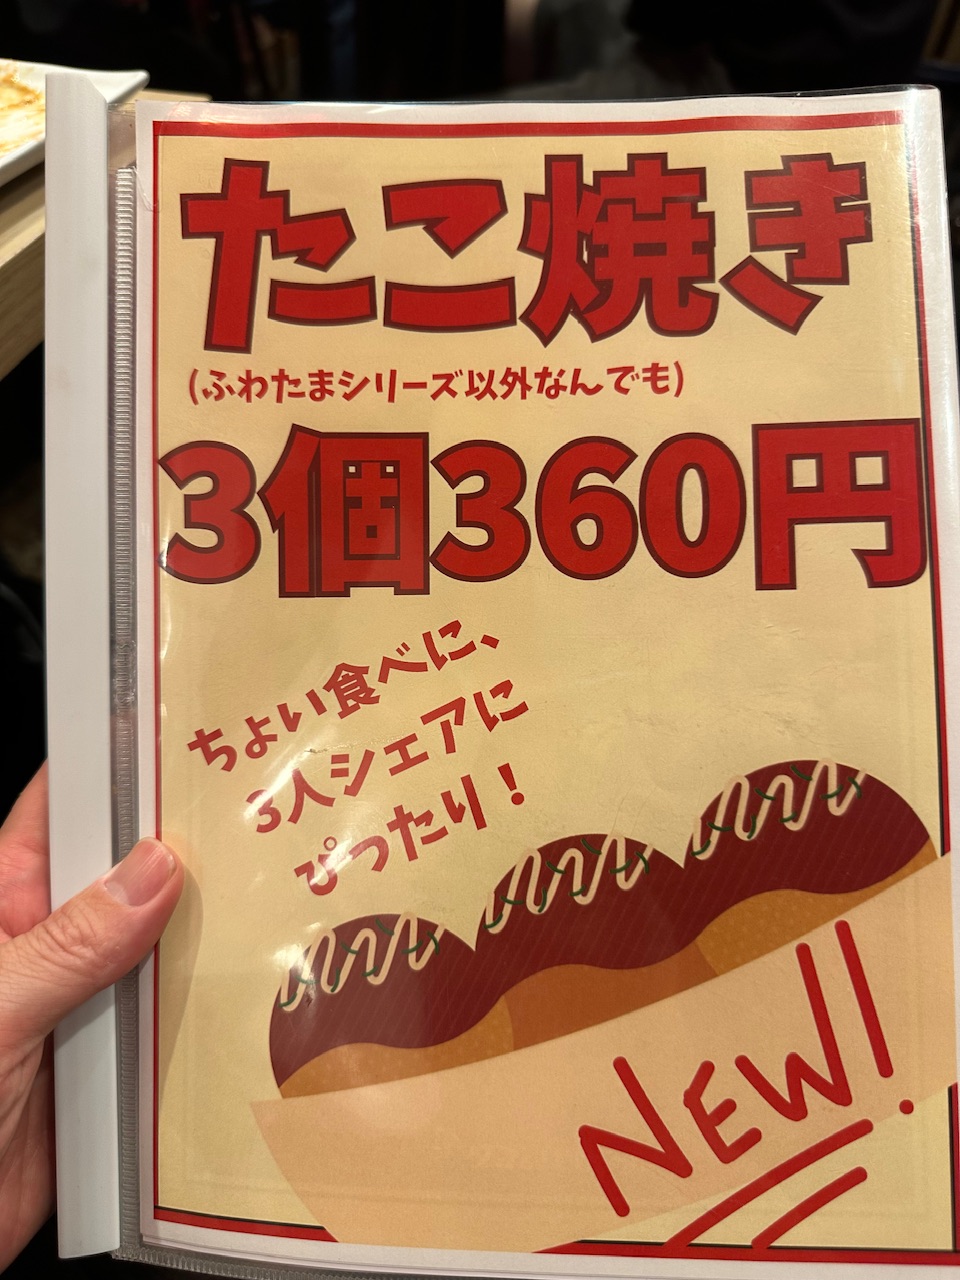 たこ焼き
(ふわたまシリーズ以外なんでも)
3個360円
ちょい食べに、
3人シェアに
ぴったり！
NEW!